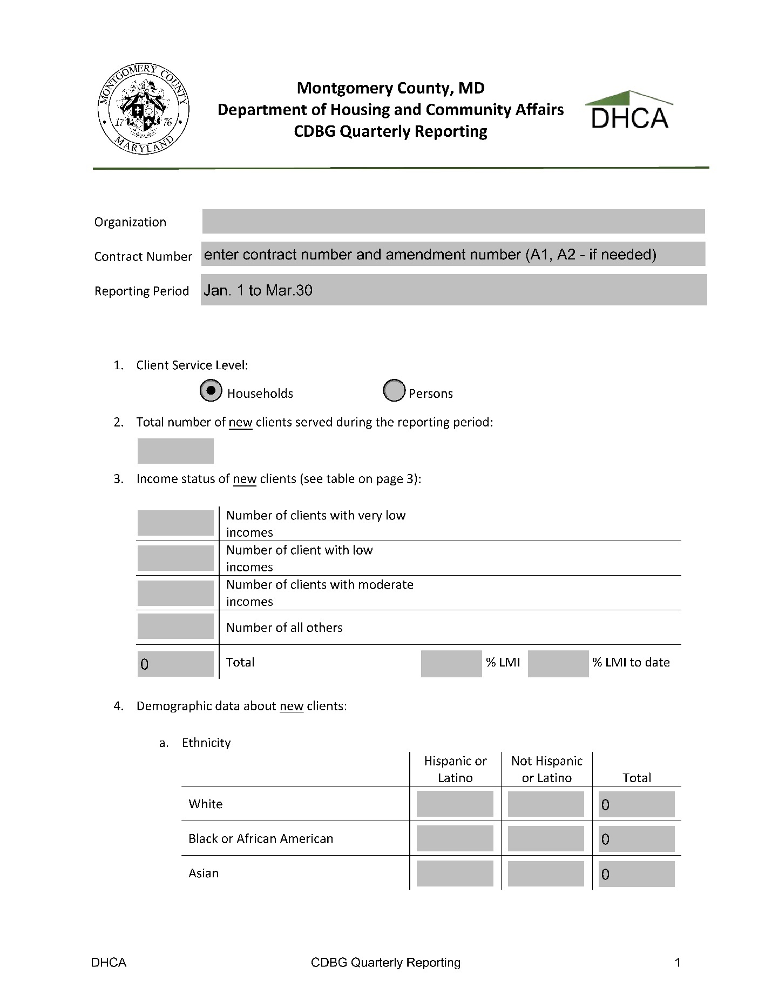 MONTGOMERY COUNTY
1776
MARYLAND
Montgomery County, MD
Department of Housing and Community Affairs
CDBG Quarterly Reporting
DHCA
Organization
Contract Number enter contract number and amendment number (A1, A2 - if needed)
Reporting Period Jan. 1 to Mar.30
1. Client Service Level:
Households Persons
2. Total number of new clients served during the reporting period:
3. Income status of new clients (see table on page 3):
Number of clients with very low
incomes
Number of client with low
incomes
Number of clients with moderate
incomes
Number of all others
0 Total % LMI % LMI to date
4. Demographic data about new clients:
a. Ethnicity
Hispanic or Not Hispanic
Latino or Latino Total
White 0
Black or African American 0
Asian 0
DHCA CDBG Quarterly Reporting 1